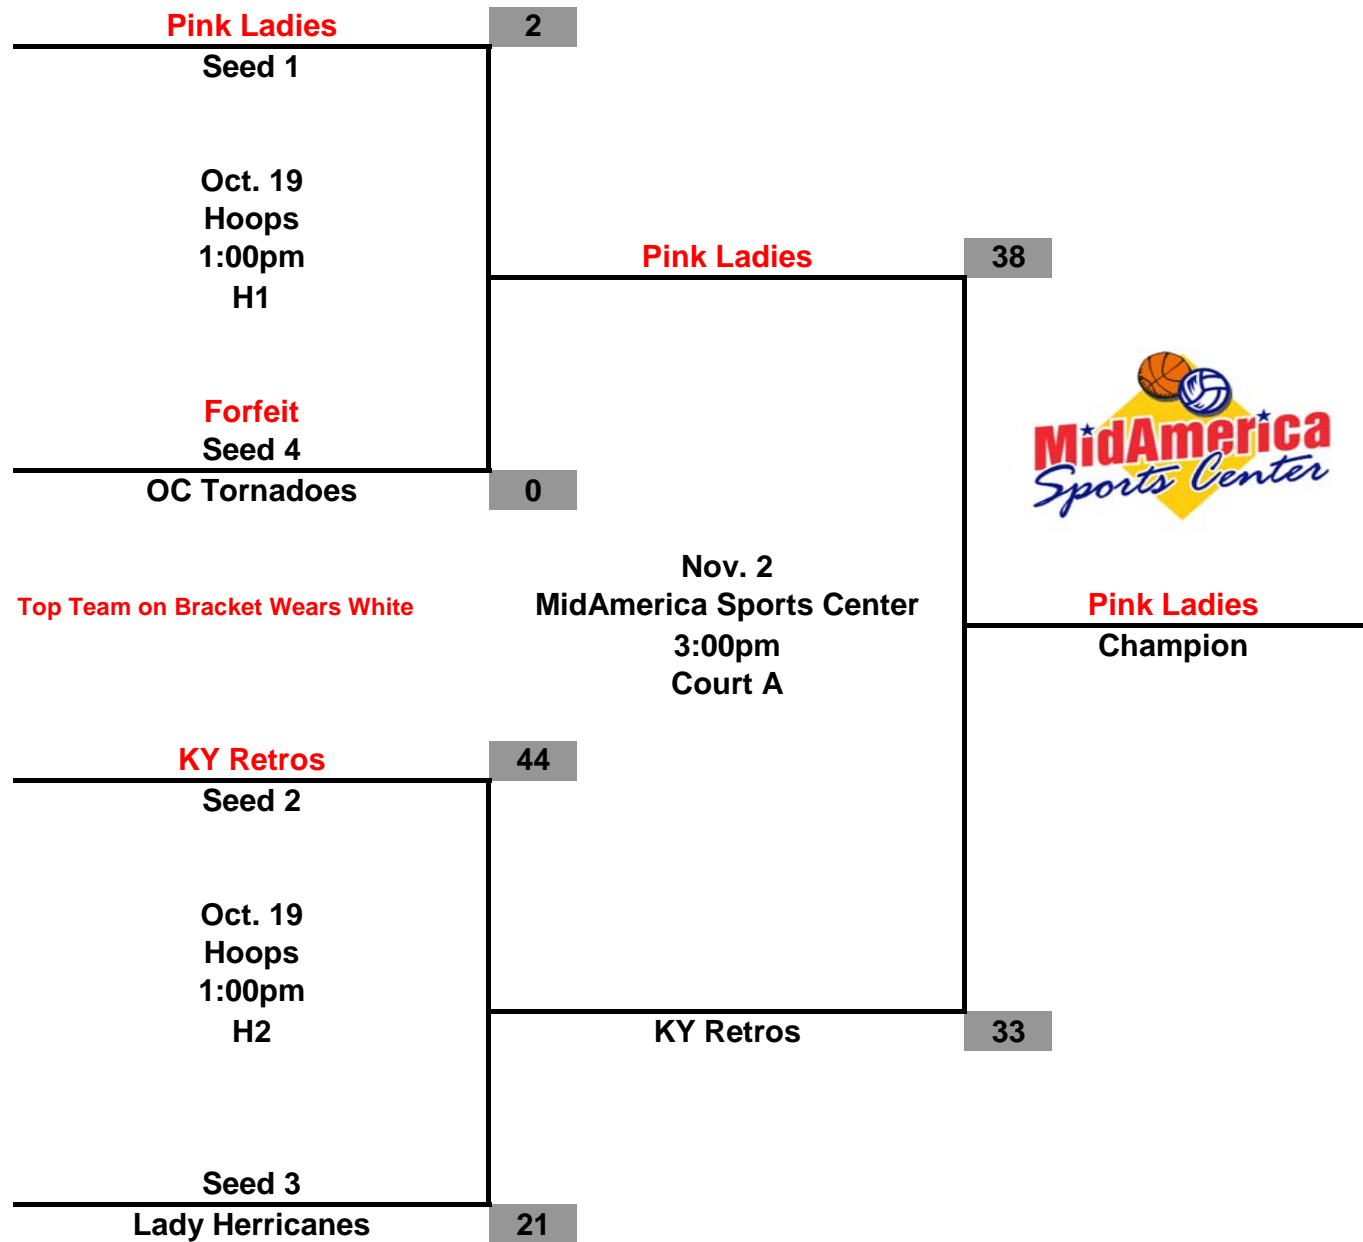 Pink Ladies 2
Seed 1
Oct. 19
Hoops
1:00pm
H1
Forfeit
Seed 4
OC Tornadoes 0
Pink Ladies 38
MidAmerica
Sports Center
Nov. 2
MidAmerica Sports Center
3:00pm
Court A
Top Team on Bracket Wears White
Pink Ladies
Champion
KY Retros 44
Seed 2
Oct. 19
Hoops
1:00pm
H2
KY Retros 33
Seed 3
Lady Herricanes 21